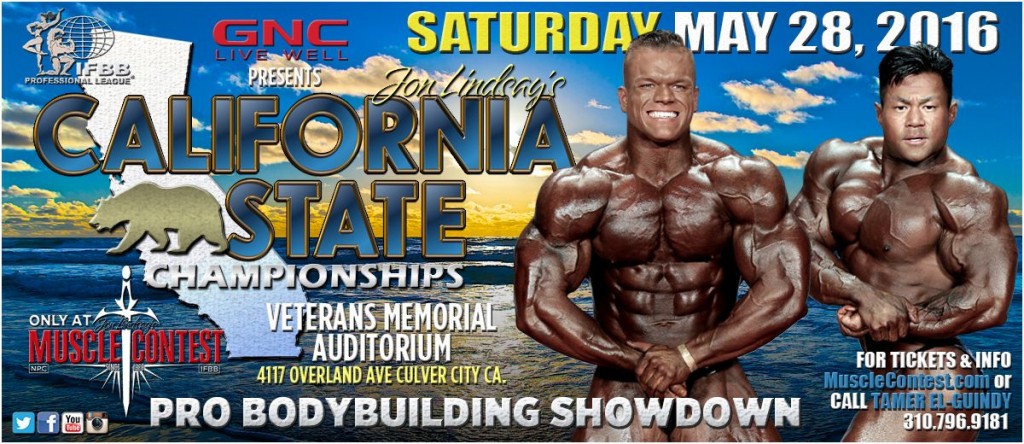 IFBB
PROFESSIONAL LEAGUE
GNC
LIVE WELL
PRESENTS
SATURDAY MAY 28, 2016
Jon Lindsay's
CALIFORNIA
STATE
CHAMPIONSHIPS
ONLY AT
MUSCLE CONTEST
NPC
IFBB
VETERANS MEMORIAL
AUDITORIUM
4117 OVERLAND AVE CULVER CITY CA.
PRO BODYBUILDING SHOWDOWN
FOR TICKETS & INFO
MuscleContest.com or
CALL TAMER EL-GUINDY
310.796.9181
You
Tube